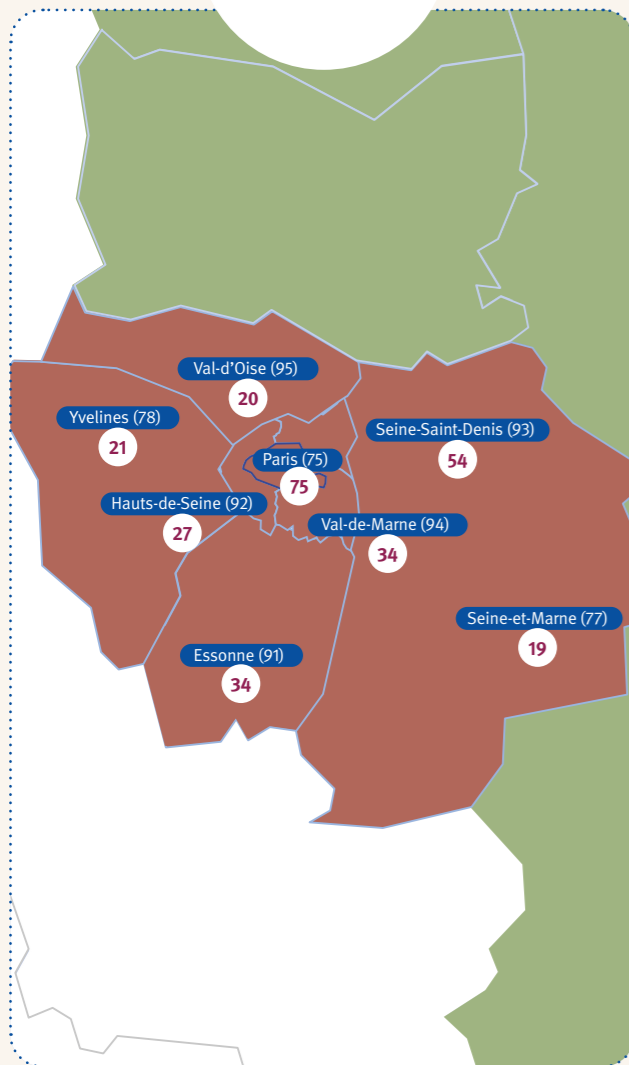 Val-d’Oise (95)
20
Yvelines (78)
21
Seine-Saint-Denis (93)
54
Paris (75)
75
Hauts-de-Seine (92)
27
Val-de-Marne (94)
34
Seine-et-Marne (77)
19
Essonne (91)
34